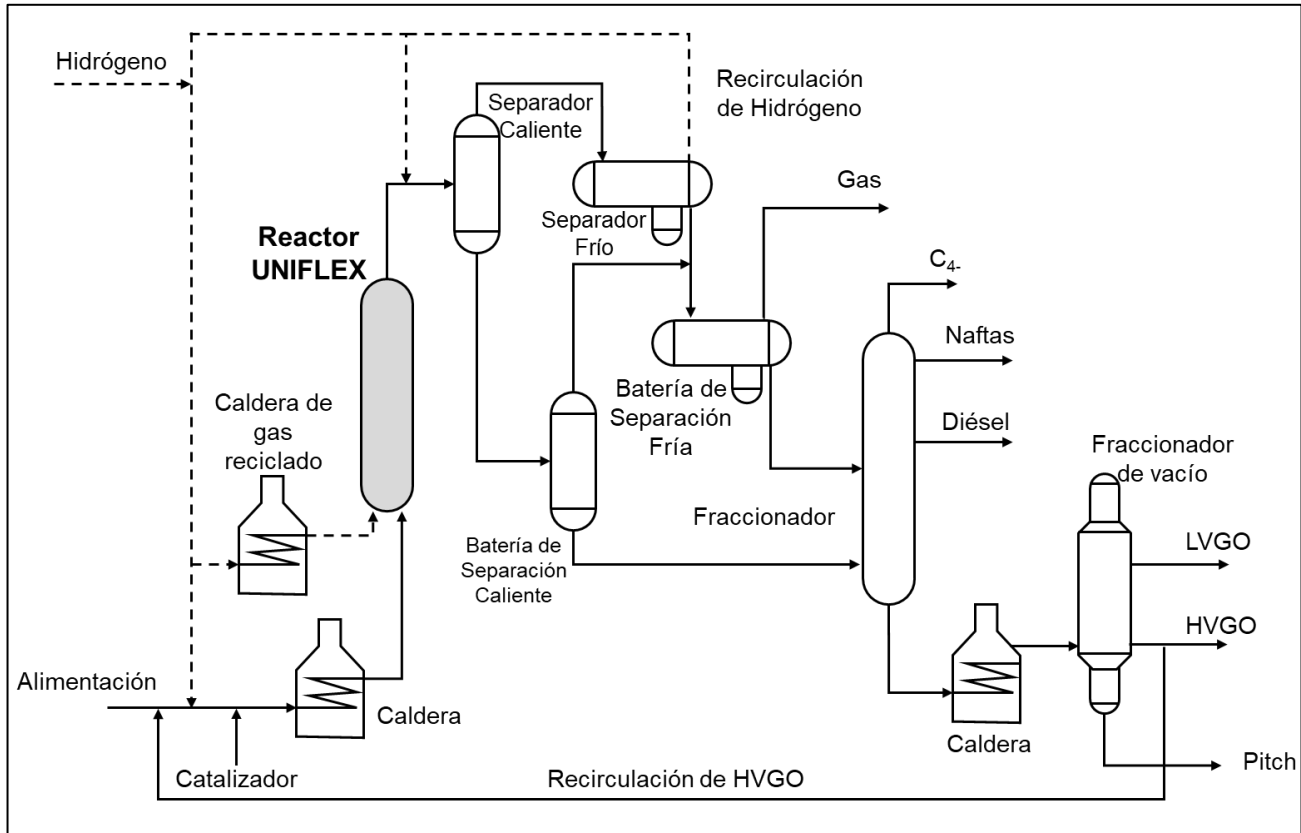 Hidrógeno
Recirculación
de Hidrógeno
Separador
Caliente
Gas
Separador
Frío
Reactor
UNIFLEX
C4-
Naftas
Batería de
Separación
Fría
Diésel
Caldera de
gas
reciclado
Fraccionador
de vacío
Fraccionador
Batería de
Separación
Caliente
LVGO
HVGO
Alimentación
Caldera
Caldera
Catalizador
Recirculación de HVGO
Pitch